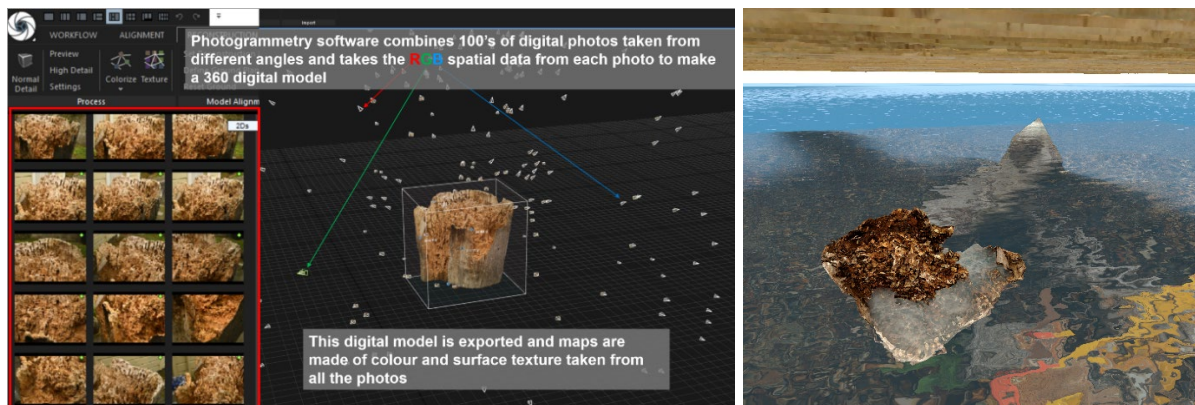 Input
WORKFLOW
ALIGNMENT
Photogrammetry software combines 100's of digital photos taken from
different angles and takes the RGB spatial data from each photo to make
a 360 digital model
Preview
High Detail
Settings
Normal
Detail
Colorize
Texture
Process
Model Alignm
2Ds
This digital model is exported and maps are
made of colour and surface texture taken from
all the photos